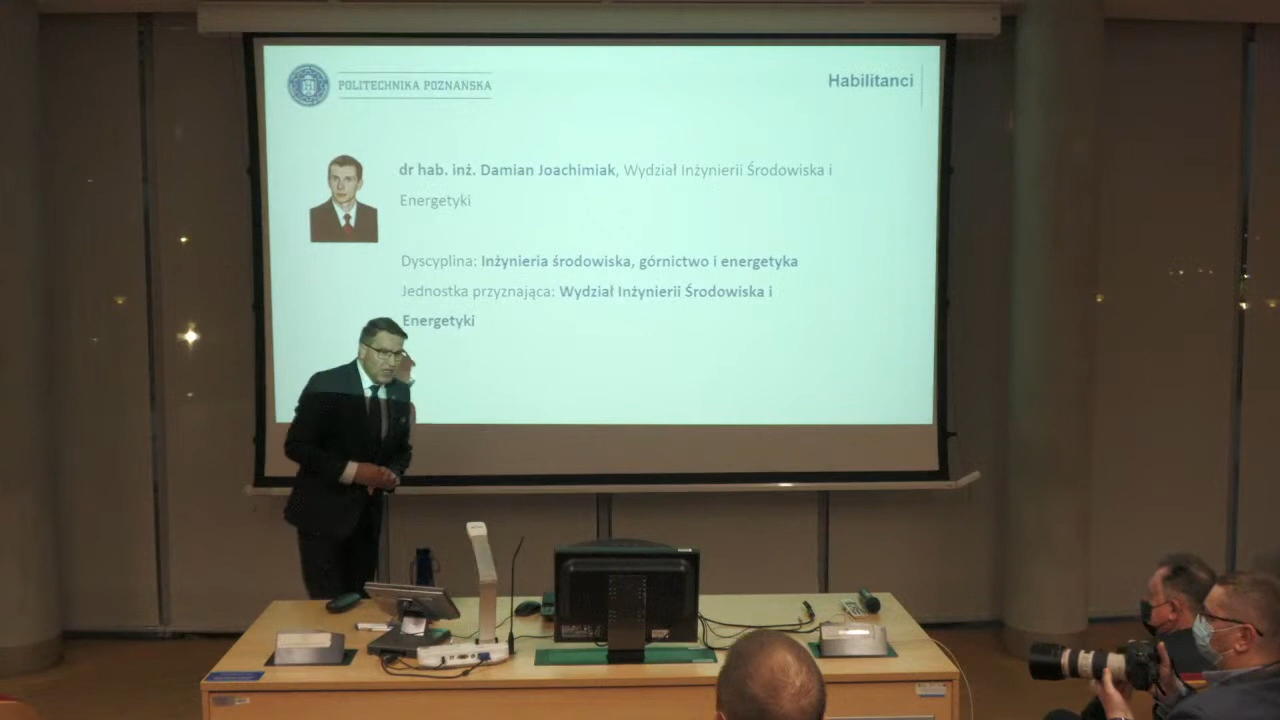 POLITECHNIKA POZNAŃSKA
Habilitanci
dr hab. inż. Damian Joachimiak, Wydział Inżynierii Środowiska i
Energetyki
Dyscyplina: Inżynieria środowiska, górnictwo i energetyka
Jednostka przyznająca: Wydział Inżynierii Środowiska i
Energetyki